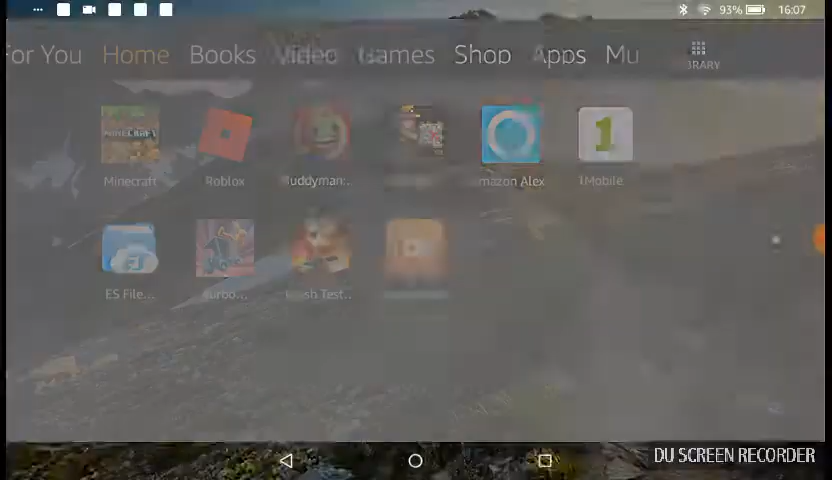 93% 16:07
For You Home Books Video Games Shop Apps Mu
Minecraft Roblox
1Mobile
ES File...
DU SCREEN RECORDER